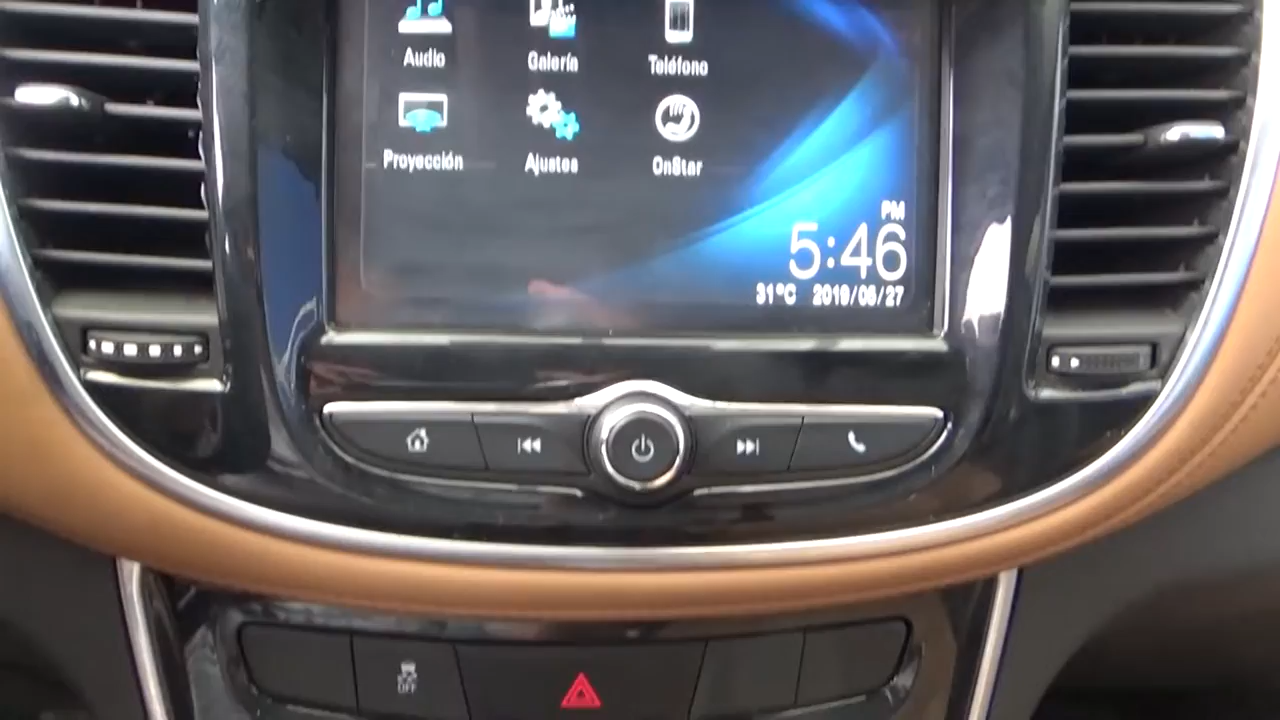 Audio Galería Teléfono
Proyección Ajustes OnStar
PM
5:46
31°C 2019/06/27
OFF